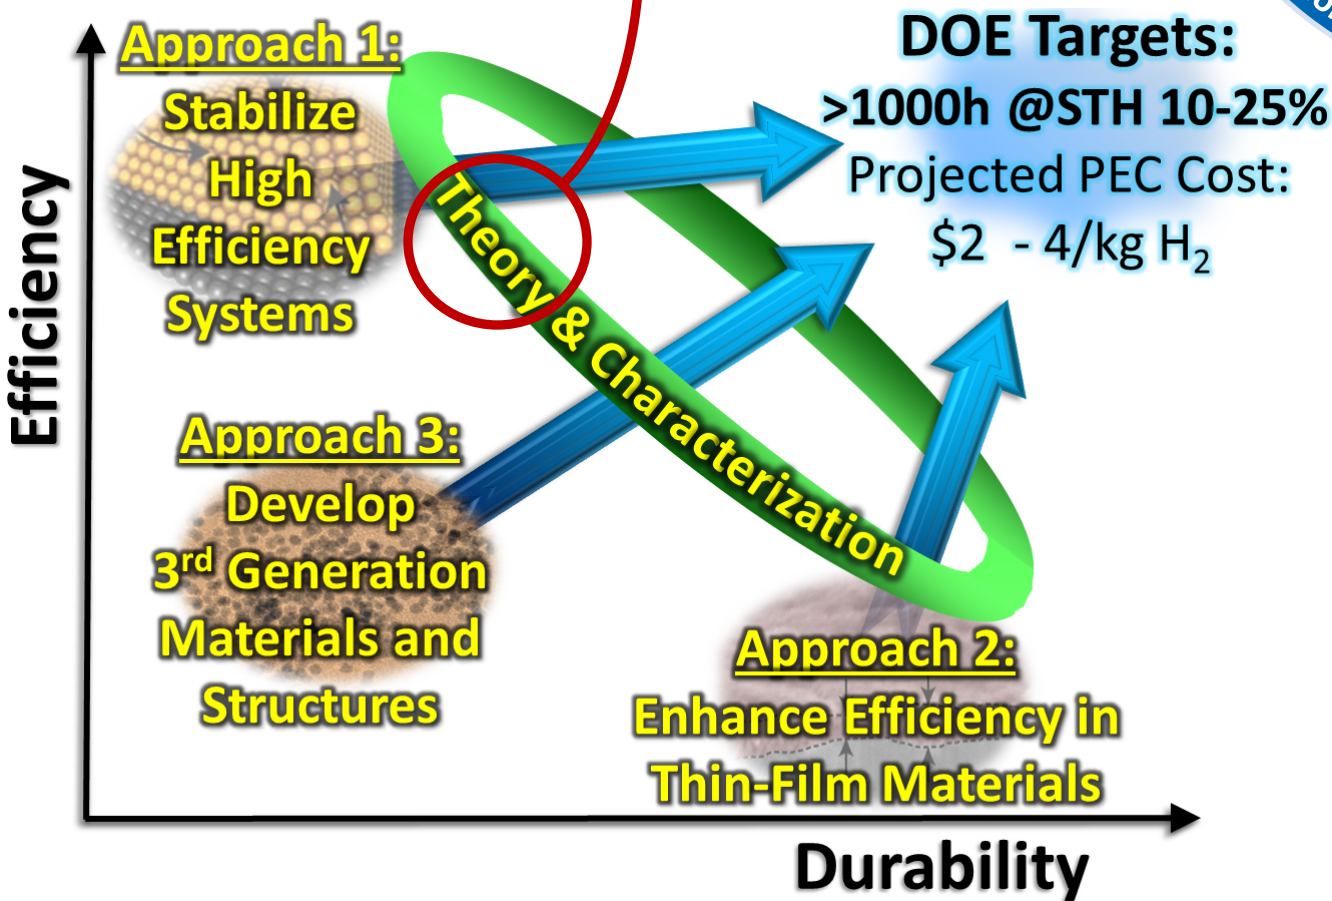 Approach 1:
Stabilize
High
Efficiency
Systems
DOE Targets:
>1000h @STH 10-25%
Projected PEC Cost:
$2 - 4/kg H₂
Efficiency
Theory & Characterization
Approach 3:
Develop
3rd Generation
Materials and
Structures
Approach 2:
Enhance Efficiency in
Thin-Film Materials
Durability